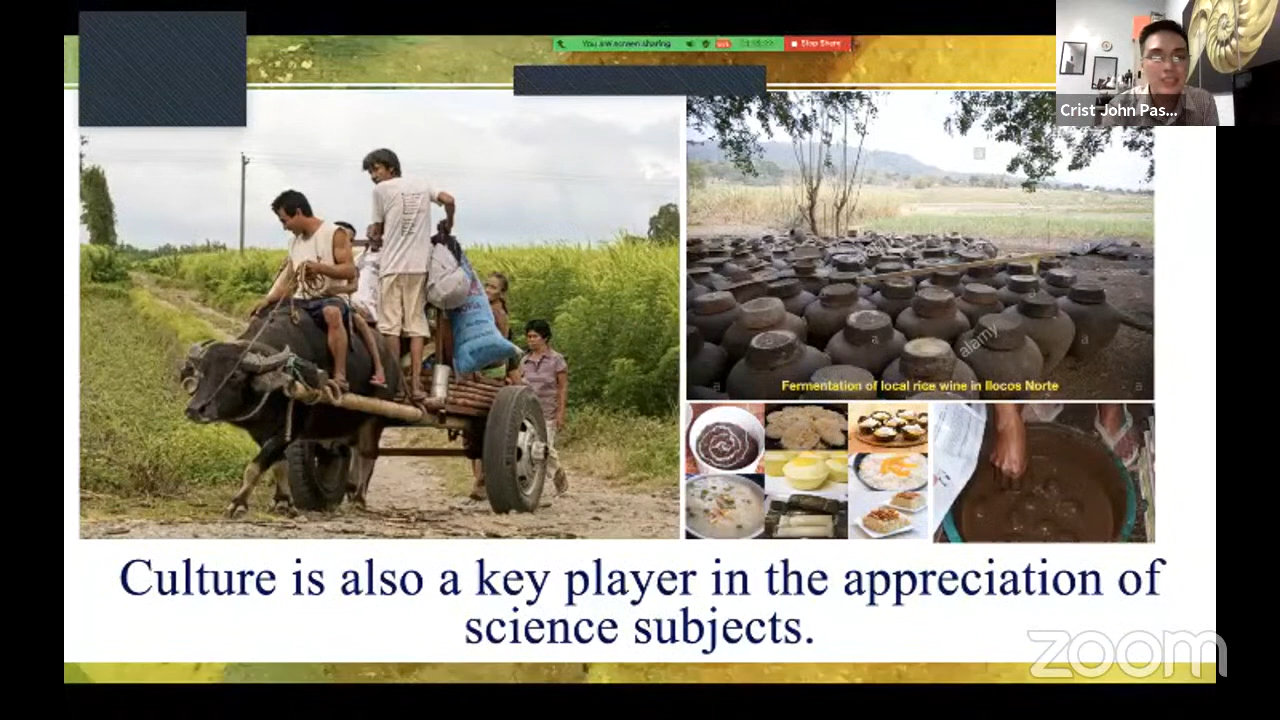 You are screen sharing
Stop Share
Crist John Pas...
alamy
Fermentation of local rice wine in Ilocos Norte
Culture is also a key player in the appreciation of
science subjects.
zoom